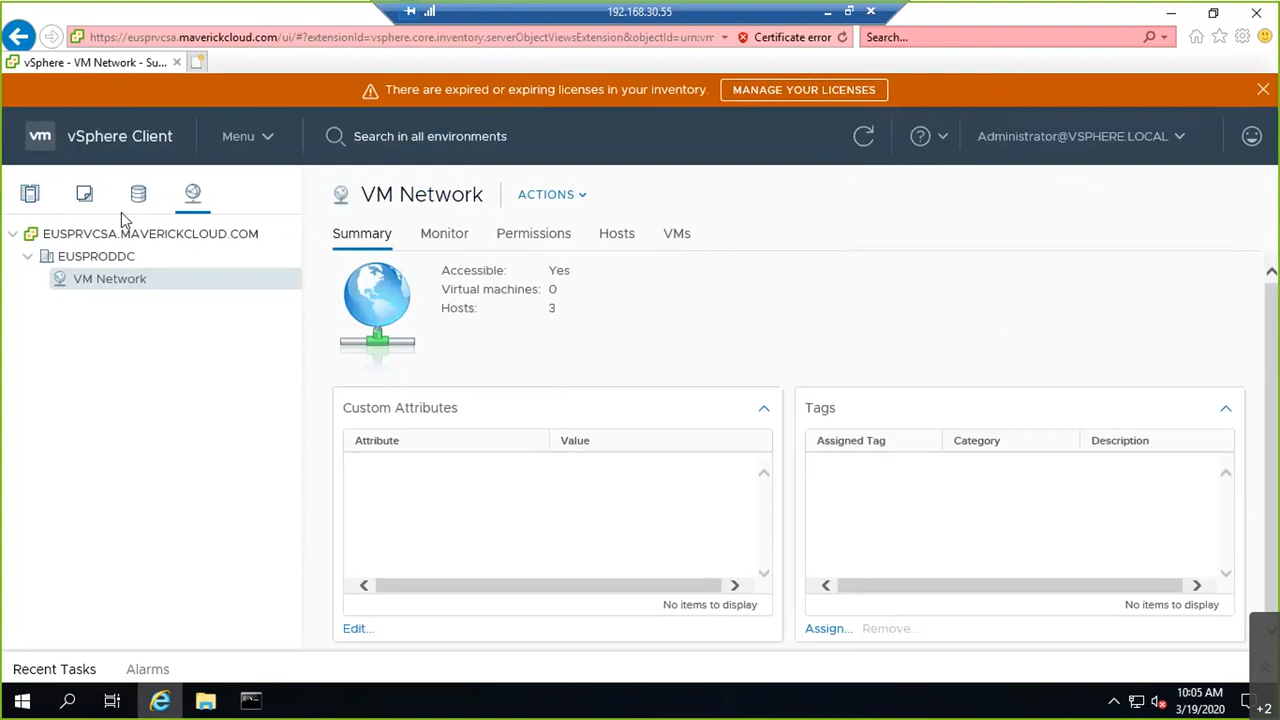 192.168.30.55
https://eusprvcsa.maverickcloud.com/ui/#?extensionId=vsphere.core.inventory.serverObjectViewsExtension&objectId=urn:vm
Certificate error
Search...
vSphere - VM Network - Su...
There are expired or expiring licenses in your inventory.
MANAGE YOUR LICENSES
vm
vSphere Client
Menu
Search in all environments
Administrator@VSPHERE.LOCAL
VM Network
ACTIONS
Summary
Monitor
Permissions
Hosts
VMs
EUSPRVCSA.MAVERICKCLOUD.COM
EUSPRODDC
VM Network
Accessible: Yes
Virtual machines: 0
Hosts: 3
Custom Attributes
Attribute Value
No items to display
Edit...
Tags
Assigned Tag Category Description
No items to display
Assign... Remove...
Recent Tasks
Alarms
10:05 AM
3/19/2020
+2